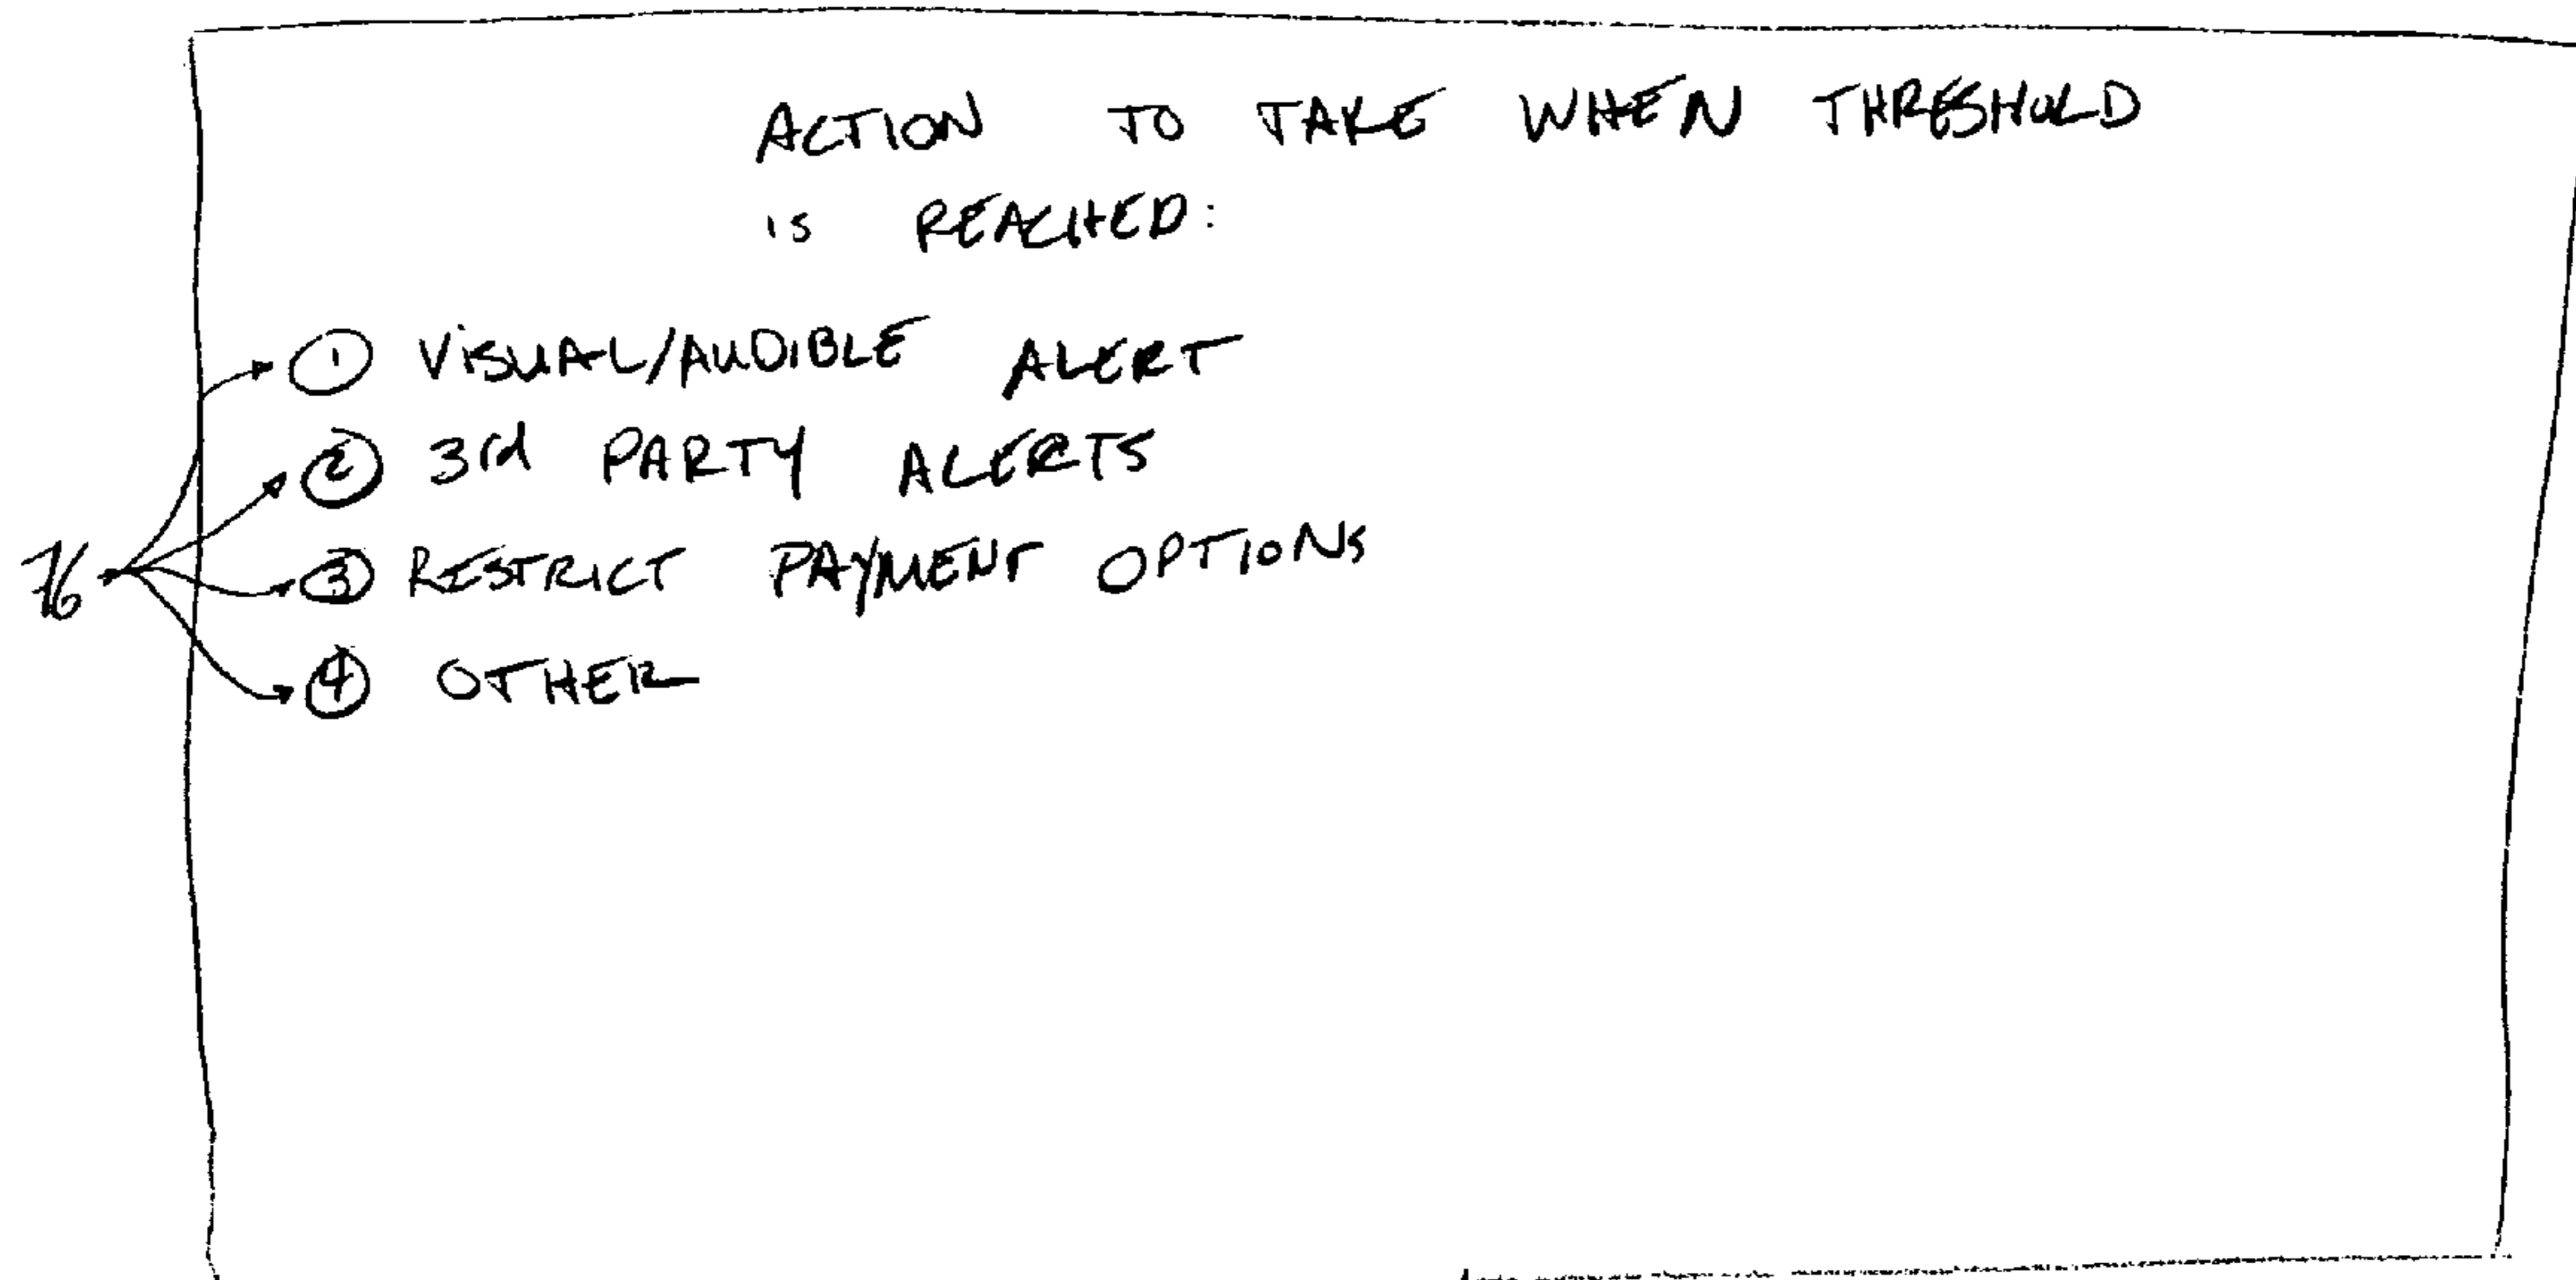 ACTION TO TAKE WHEN THRESHOLD
is REACHED:
① VISUAL/AUDIBLE ALERT
② 3rd PARTY ALERTS
③ RESTRICT PAYMENT OPTIONS
④ OTHER
76